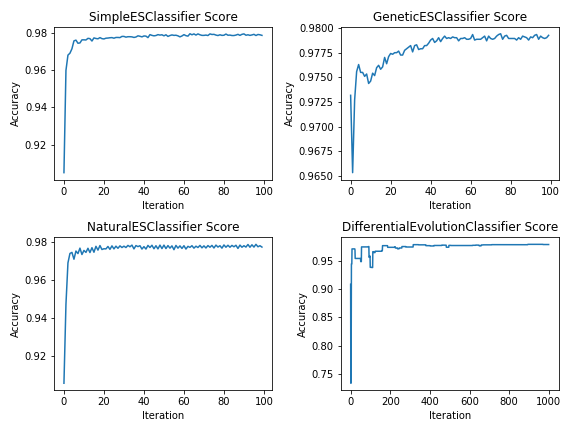 SimpleESClassifier Score
Accuracy
0.98
0.96
0.94
0.92
0 20 40 60 80 100
Iteration
GeneticESClassifier Score
Accuracy
0.9800
0.9775
0.9750
0.9725
0.9700
0.9675
0.9650
0 20 40 60 80 100
Iteration
NaturalESClassifier Score
Accuracy
0.98
0.96
0.94
0.92
0 20 40 60 80 100
Iteration
DifferentialEvolutionClassifier Score
Accuracy
0.95
0.90
0.85
0.80
0.75
0 200 400 600 800 1000
Iteration